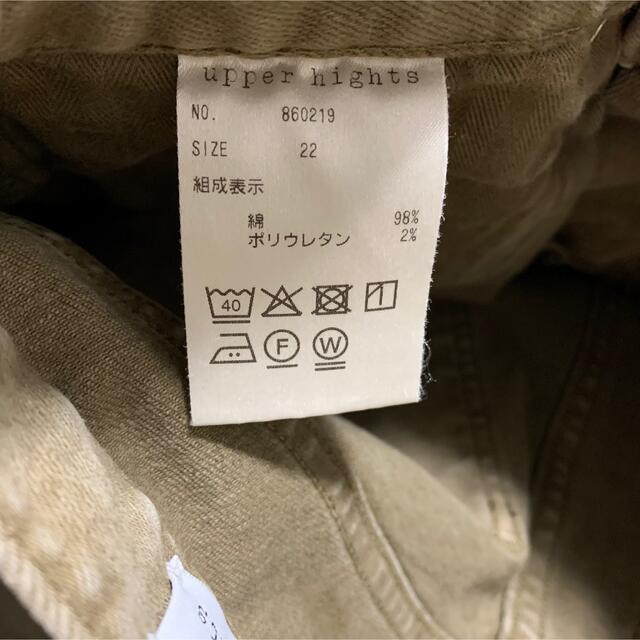 upper hights
NO. 860219
SIZE 22
組成表示
綿 98%
ポリウレタン 2%
40
F W